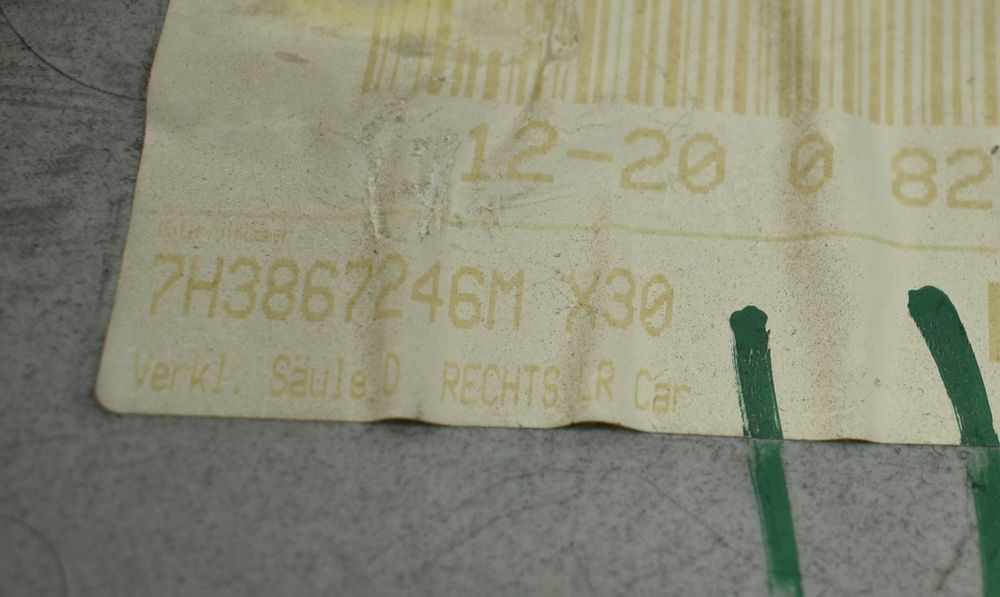 12-20 0 82
7H3867246M X30
Verkl. Säule D RECHTS LR Car